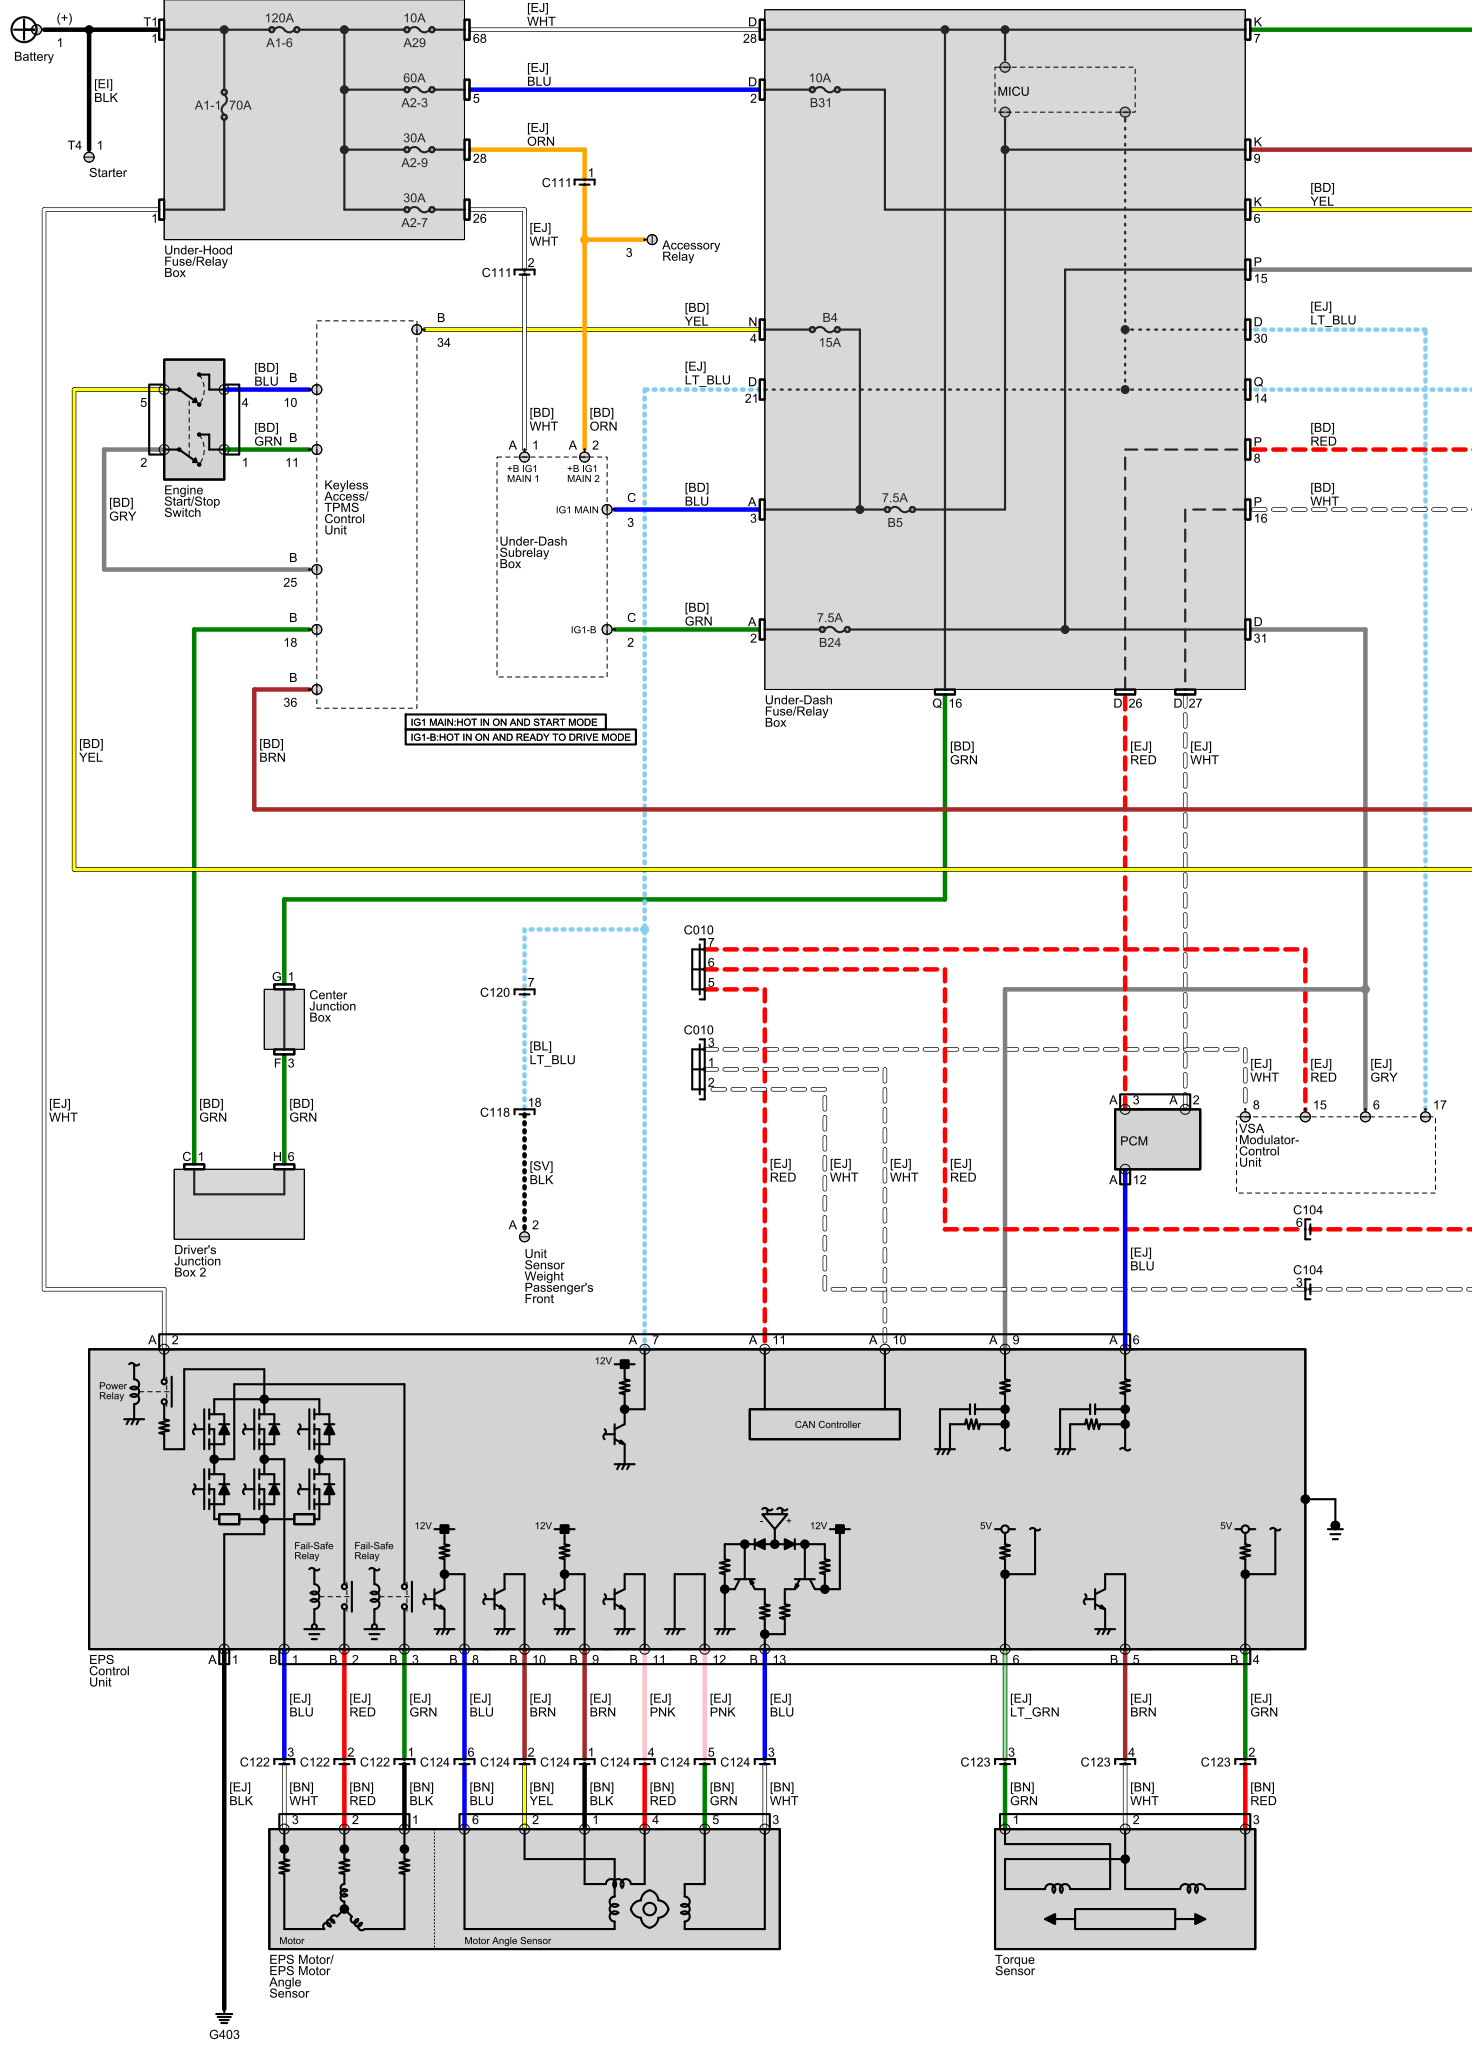 (+)
1
Battery
[EI]
BLK
T4 1
Starter
T1
1
120A
A1-6
10A
A29
A1-1 70A
60A
A2-3
30A
A2-9
30A
A2-7
1
68
5
28
26
Under-Hood
Fuse/Relay
Box
[EJ]
WHT
[EJ]
BLU
[EJ]
ORN
C111
1
[EJ]
WHT
C111
2
3
Accessory
Relay
D
28
D
2
10A
B31
MICU
K
7
K
9
K
6
[BD]
YEL
P
15
D
30
[EJ]
LT_BLU
Q
14
P
8
[BD]
RED
P
16
[BD]
WHT
D
31
B
34
[BD]
YEL
N
4
B4
15A
[EJ]
LT_BLU
D
21
5
4
2
1
Engine
Start/Stop
Switch
[BD]
BLU
B
10
[BD]
GRN
B
11
[BD]
GRY
B
25
B
18
B
36
Keyless
Access/
TPMS
Control
Unit
[BD]
WHT
[BD]
ORN
A 1
A 2
+B IG1
MAIN 1
+B IG1
MAIN 2
IG1 MAIN
C
3
[BD]
BLU
A
3
7.5A
B5
Under-Dash
Subrelay
Box
IG1-B
C
2
[BD]
GRN
A
2
7.5A
B24
IG1 MAIN:HOT IN ON AND START MODE
IG1-B:HOT IN ON AND READY TO DRIVE MODE
Under-Dash
Fuse/Relay
Box
Q 16
D 26
D 27
[BD]
YEL
[BD]
BRN
[BD]
GRN
[EJ]
RED
[EJ]
WHT
G 1
Center
Junction
Box
F 3
C120
7
[BL]
LT_BLU
C118
18
[SV]
BLK
A 2
Unit
Sensor
Weight
Passenger's
Front
C010
7
6
5
C010
3
1
2
[EJ]
WHT
[BD]
GRN
[BD]
GRN
C 1
H 6
Driver's
Junction
Box 2
[EJ]
RED
[EJ]
WHT
[EJ]
WHT
[EJ]
RED
A 3
A 2
PCM
A 12
[EJ]
BLU
[EJ]
WHT
[EJ]
RED
[EJ]
GRY
8
15
6
17
VSA
Modulator-
Control
Unit
C104
6
C104
3
A 2
A 7
A 11
A 10
A 9
A 6
Power
Relay
12V
CAN Controller
Fail-Safe
Relay
Fail-Safe
Relay
12V
12V
-
+
12V
5V
5V
EPS
Control
Unit
A 1
B 1
B 2
B 3
B 8
B 10
B 9
B 11
B 12
B 13
B 6
B 5
B 4
[EJ]
BLU
[EJ]
RED
[EJ]
GRN
[EJ]
BLU
[EJ]
BRN
[EJ]
BRN
[EJ]
PNK
[EJ]
PNK
[EJ]
BLU
[EJ]
LT_GRN
[EJ]
BRN
[EJ]
GRN
C122 3
C122 2
C122 1
C124 6
C124 2
C124 1
C124 4
C124 5
C124 3
C123 3
C123 4
C123 2
[EJ]
BLK
[BN]
WHT
[BN]
RED
[BN]
BLK
[BN]
BLU
[BN]
YEL
[BN]
BLK
[BN]
RED
[BN]
GRN
[BN]
WHT
[BN]
GRN
[BN]
WHT
[BN]
RED
3
2
1
6
2
1
4
5
3
1
2
3
Motor
Motor Angle Sensor
EPS Motor/
EPS Motor
Angle
Sensor
Torque
Sensor
G403